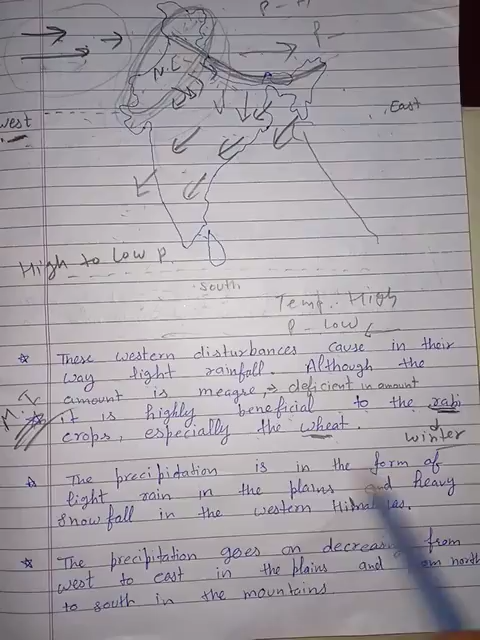 P - H
P -
N.E
East
west
High to Low P.
South
Temp. High
P - Low
These western disturbances cause in their
way light rainfall. Although the
amount is meagre, → deficient in amount
it is highly beneficial to the rabi
crops, especially the wheat.
winter
The precipitation is in the form of
light rain in the plains and heavy
snowfall in the western Himalayas.
The precipitation goes on decreasing from
west to east in the plains and from north
to south in the mountains